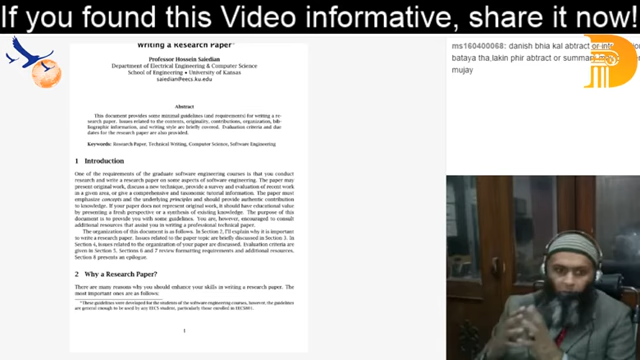 If you found this Video informative, share it now!
Writing a Research Paper*
Professor Hossein Saiedian
Department of Electrical Engineering & Computer Science
School of Engineering • University of Kansas
saiedian@eecs.ku.edu
Abstract
This document provides some minimal guidelines (and requirements) for writing a re-
search paper. Issues related to the contents, originality, contributions, organization, bib-
liographic information, and writing style are briefly covered. Evaluation criteria and due
dates for the research paper are also provided.
Keywords: Research Paper, Technical Writing, Computer Science, Software Engineering
1 Introduction
One of the requirements of the graduate software engineering courses is that you conduct
research and write a research paper on some aspects of software engineering. The paper may
present original work, discuss a new technique, provide a survey and evaluation of recent work
in a given area, or give a comprehensive and taxonomic tutorial information. The paper must
emphasize concepts and the underlying principles and should provide authentic contribution
to knowledge. If your paper does not represent original work, it should have educational value
by presenting a fresh perspective or a synthesis of existing knowledge. The purpose of this
document is to provide you with some guidelines. You are, however, encouraged to consult
additional resources that assist you in writing a professional technical paper.
The organization of this document is as follows. In Section 2, I'll explain why it is important
to write a research paper. Issues related to the paper topic are briefly discussed in Section 3. In
Section 4, issues related to the organization of your paper are discussed. Evaluation criteria are
given in Section 5. Sections 6 and 7 review formatting requirements and additional resources.
Section 8 presents an epilogue.
2 Why a Research Paper?
There are many reasons why you should enhance your skills in writing a research paper. The
most important ones are as follows:
*These guidelines were developed for the students of the software engineering courses, however, the guidelines
are general enough to be used by any EECS student, particularly those enrolled in EECS801.
1
ms160400068: danish bhia kal abtract or
bataya tha,lakin phir abtract or summary
mujay